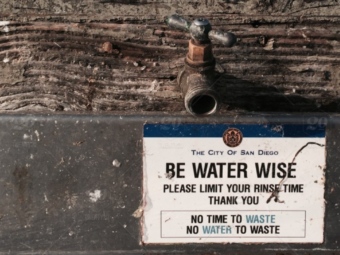 THE CITY OF SAN DIEGO
BE WATER WISE
PLEASE LIMIT YOUR RINSE TIME
THANK YOU
NO TIME TO WASTE
NO WATER TO WASTE